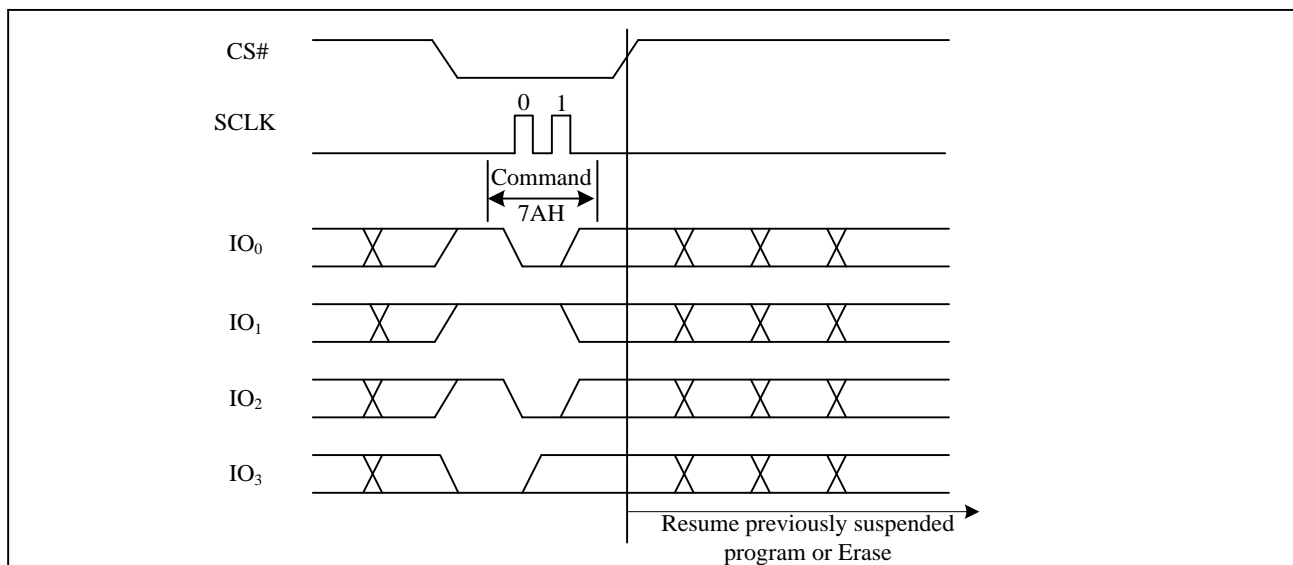 CS#
0 1
SCLK
Command
7AH
IO₀
IO₁
IO₂
IO₃
Resume previously suspended
program or Erase